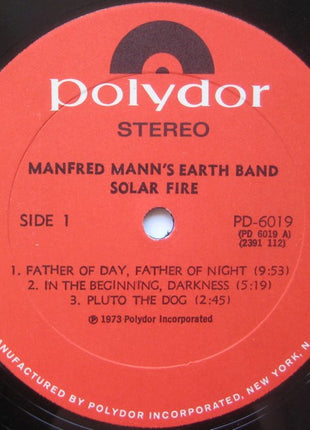 polydor
STEREO
MANFRED MANN'S EARTH BAND
SOLAR FIRE
SIDE 1
PD-6019
(PD 6019 A)
(2391 112)
1. FATHER OF DAY, FATHER OF NIGHT (9:53)
2. IN THE BEGINNING, DARKNESS (5:19)
3. PLUTO THE DOG (2:45)
℗ 1973 Polydor Incorporated
ANUFACTURED BY POLYDOR INCORPORATED, NEW YORK, N